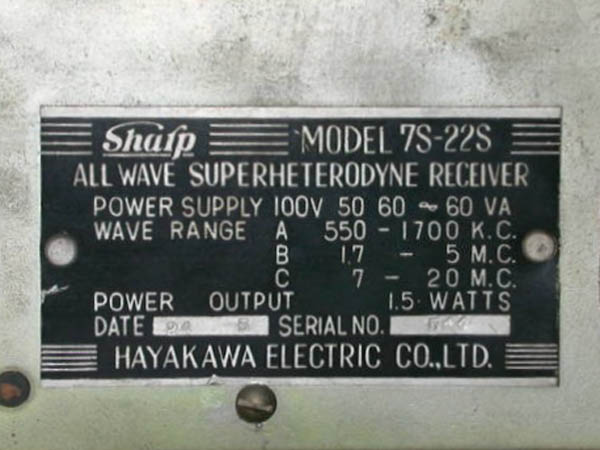 Sharp MODEL 7S-22S
ALL WAVE SUPERHETERODYNE RECEIVER
POWER SUPPLY 100V 50 60 ~ 60 VA
WAVE RANGE A 550 - 1700 K.C.
B 1.7 - 5 M.C.
C 7 - 20 M.C.
POWER OUTPUT 1.5 WATTS
DATE SERIAL NO.
HAYAKAWA ELECTRIC CO.,LTD.